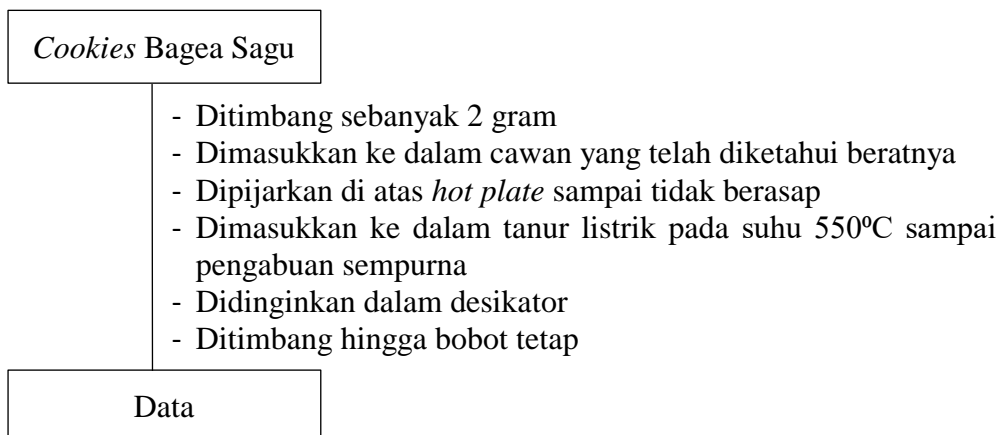 Cookies Bagea Sagu
- Ditimbang sebanyak 2 gram
- Dimasukkan ke dalam cawan yang telah diketahui beratnya
- Dipijarkan di atas hot plate sampai tidak berasap
- Dimasukkan ke dalam tanur listrik pada suhu 550⁰C sampai
pengabuan sempurna
- Didinginkan dalam desikator
- Ditimbang hingga bobot tetap
Data